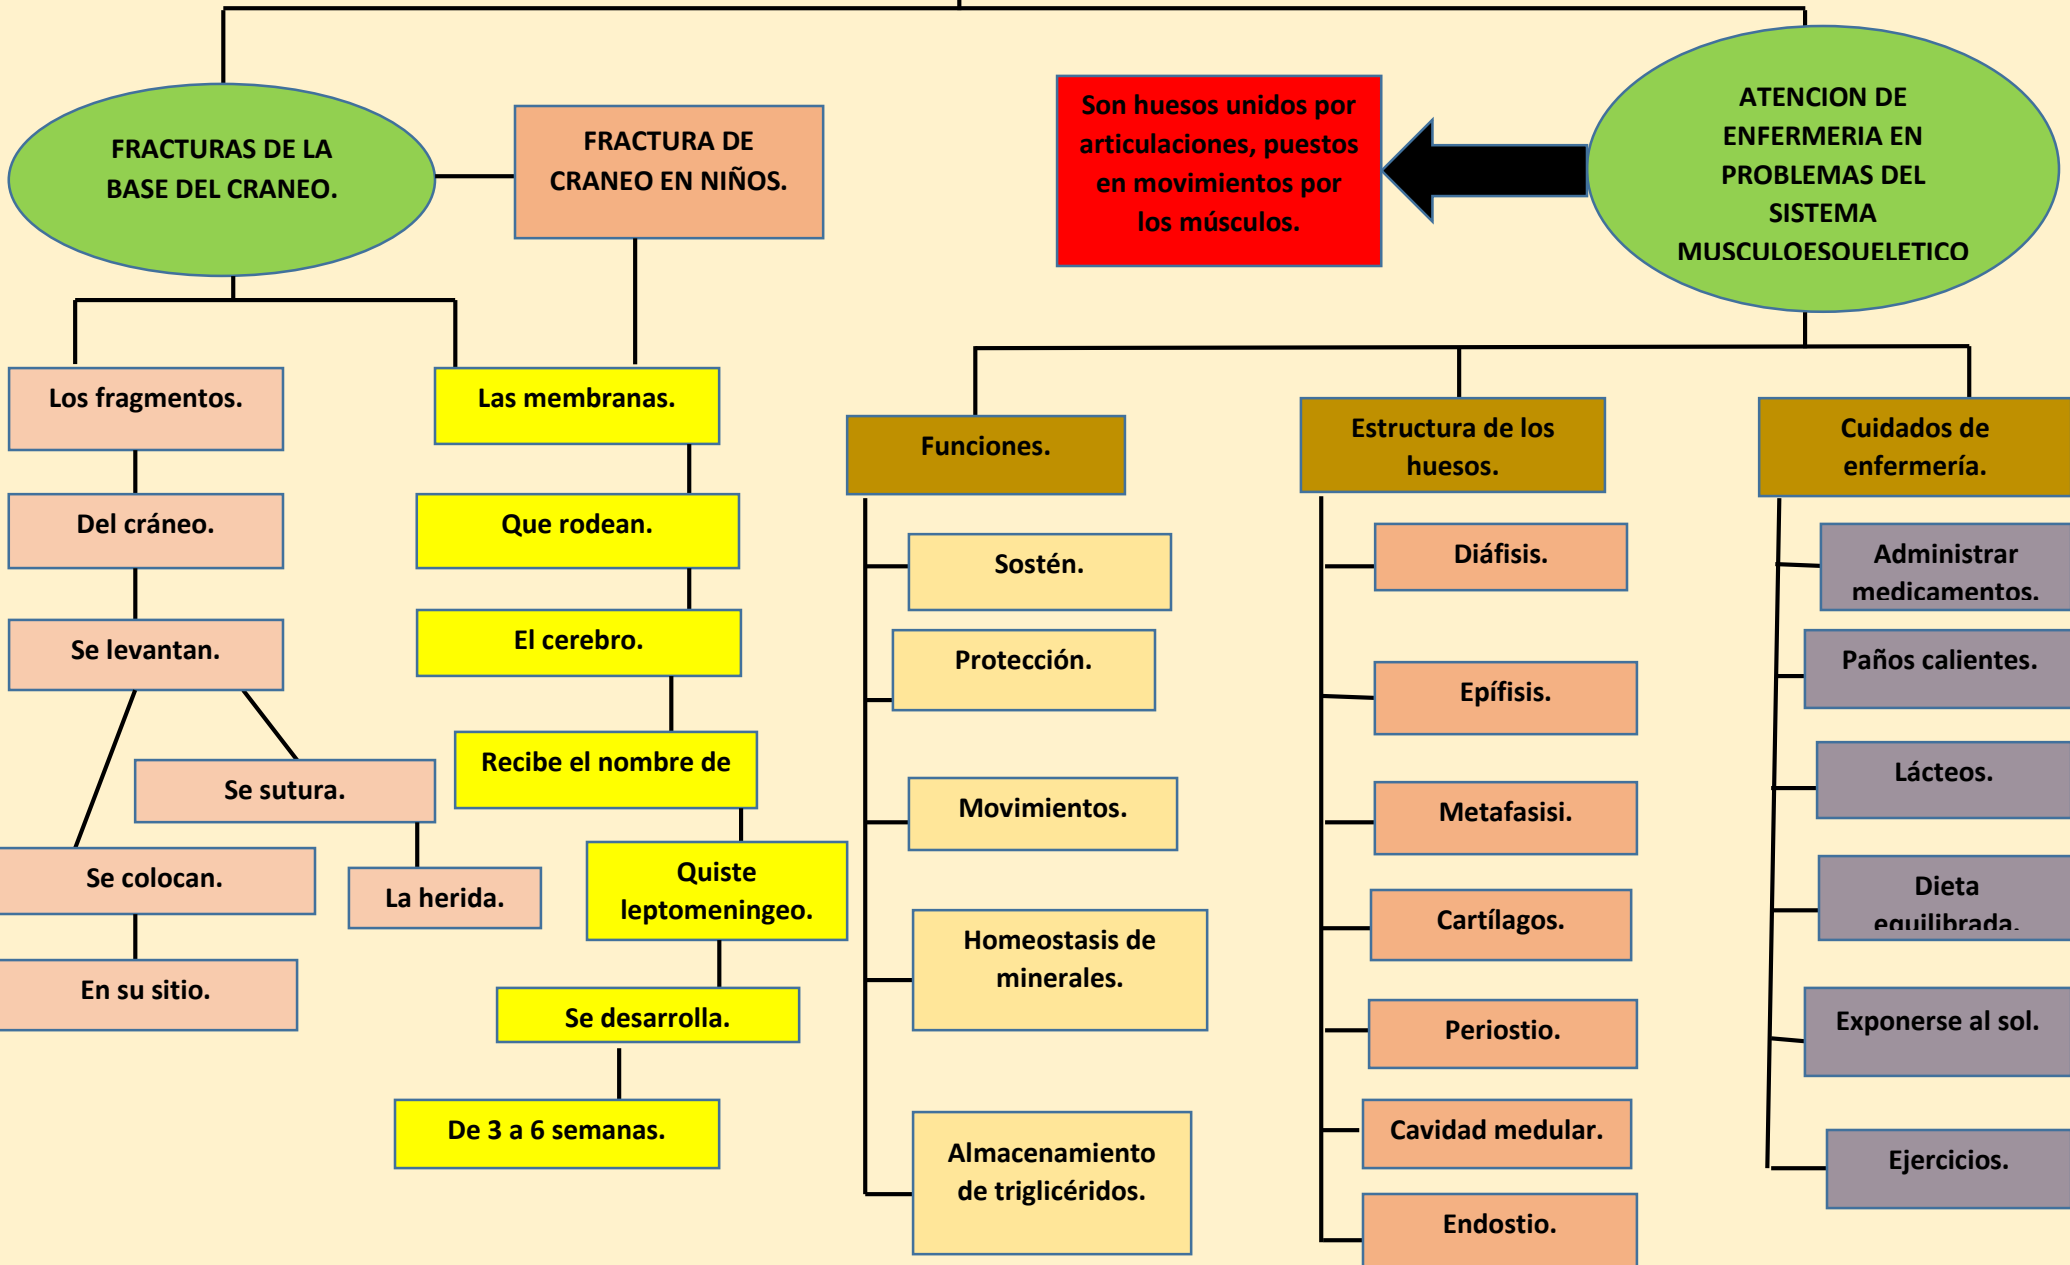 FRACTURAS DE LA
BASE DEL CRANEO.
FRACTURA DE
CRANEO EN NIÑOS.
Los fragmentos.
Del cráneo.
Se levantan.
Se sutura.
La herida.
Se colocan.
En su sitio.
Las membranas.
Que rodean.
El cerebro.
Recibe el nombre de
Quiste
leptomeningeo.
Se desarrolla.
De 3 a 6 semanas.
Son huesos unidos por
articulaciones, puestos
en movimientos por
los músculos.
ATENCION DE
ENFERMERIA EN
PROBLEMAS DEL
SISTEMA
MUSCULOESQUELETICO
Funciones.
Sostén.
Protección.
Movimientos.
Homeostasis de
minerales.
Almacenamiento
de triglicéridos.
Estructura de los
huesos.
Diáfisis.
Epífisis.
Metafasisi.
Cartílagos.
Periostio.
Cavidad medular.
Endostio.
Cuidados de
enfermería.
Administrar
medicamentos.
Paños calientes.
Lácteos.
Dieta
equilibrada.
Exponerse al sol.
Ejercicios.